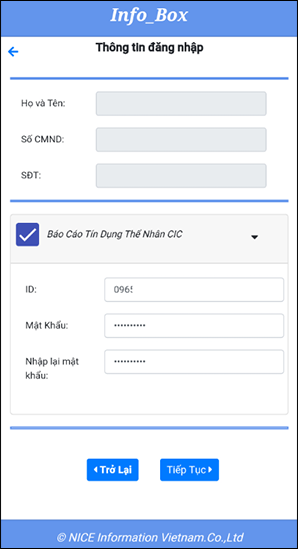 Info_Box
Thông tin đăng nhập
Họ và Tên:
Số CMND:
SĐT:
Báo Cáo Tín Dụng Thể Nhân CIC
ID: 0965
Mật Khẩu: ••••••••••
Nhập lại mật ••••••••••
khẩu:
Trở Lại Tiếp Tục
© NICE Information Vietnam.Co.,Ltd